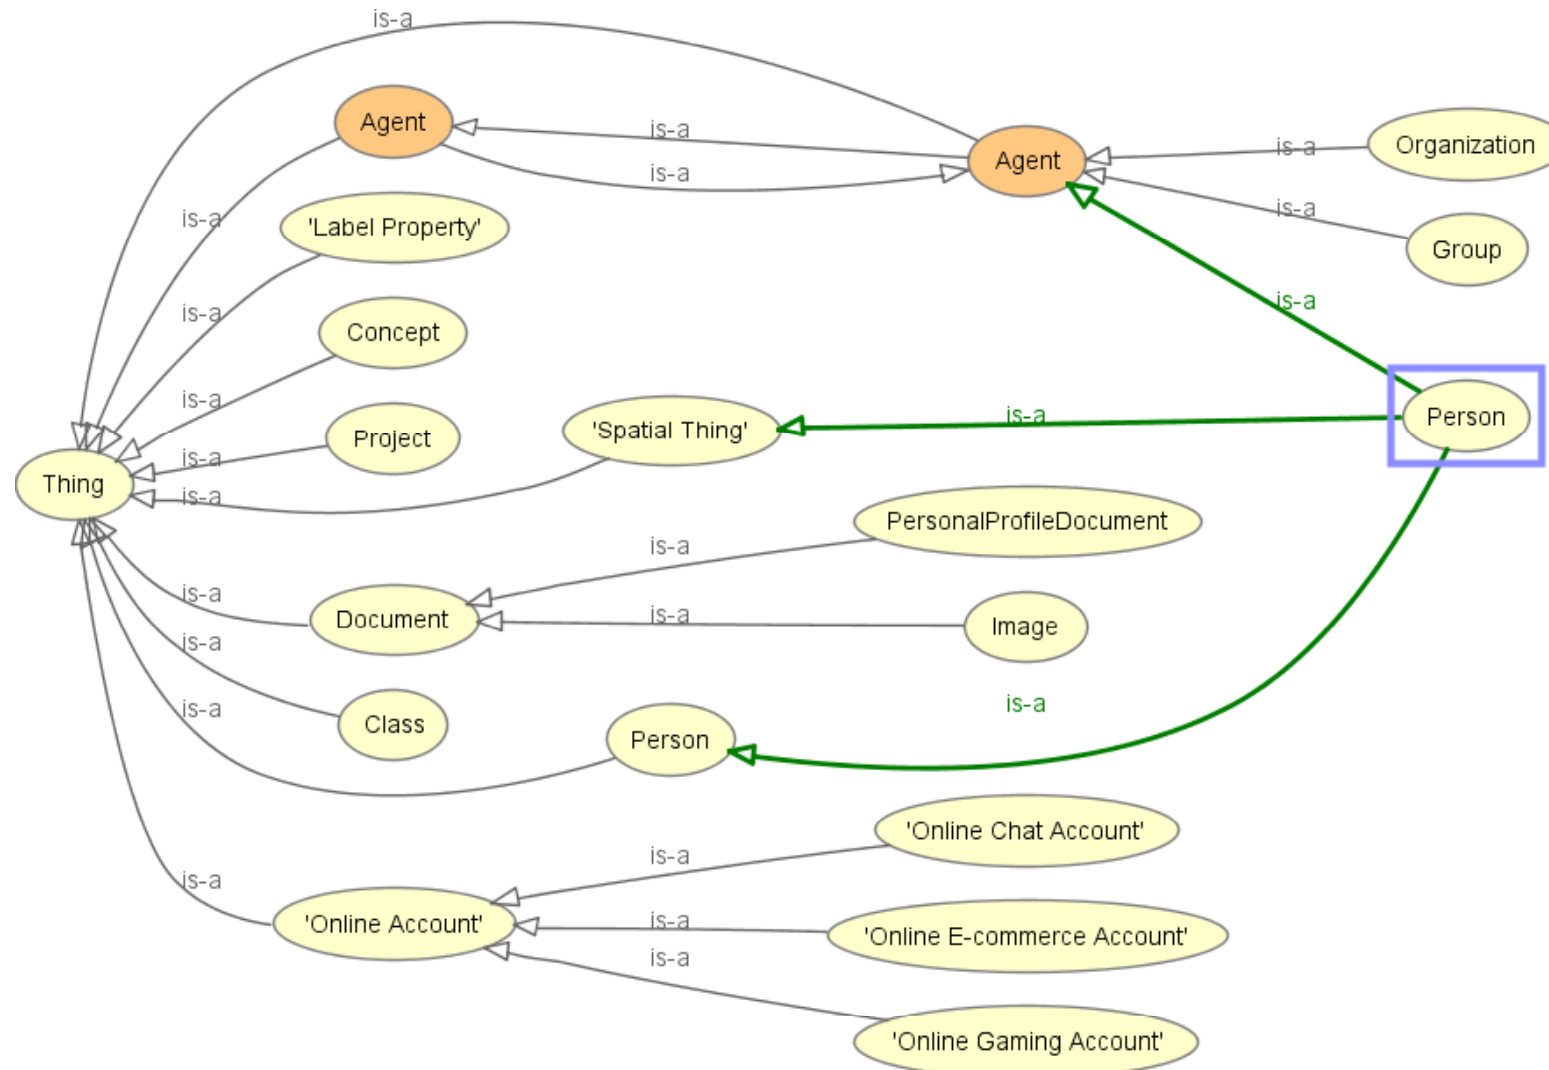 is-a
Agent
is-a
is-a
Agent
is-a
Organization
is-a
'Label Property'
is-a
Group
is-a
is-a
Concept
is-a
is-a
Person
'Spatial Thing'
Project
is-a
Thing
is-a
PersonalProfileDocument
is-a
is-a
Document
is-a
Image
is-a
is-a
is-a
Class
Person
'Online Chat Account'
is-a
is-a
'Online Account'
is-a
'Online E-commerce Account'
is-a
'Online Gaming Account'